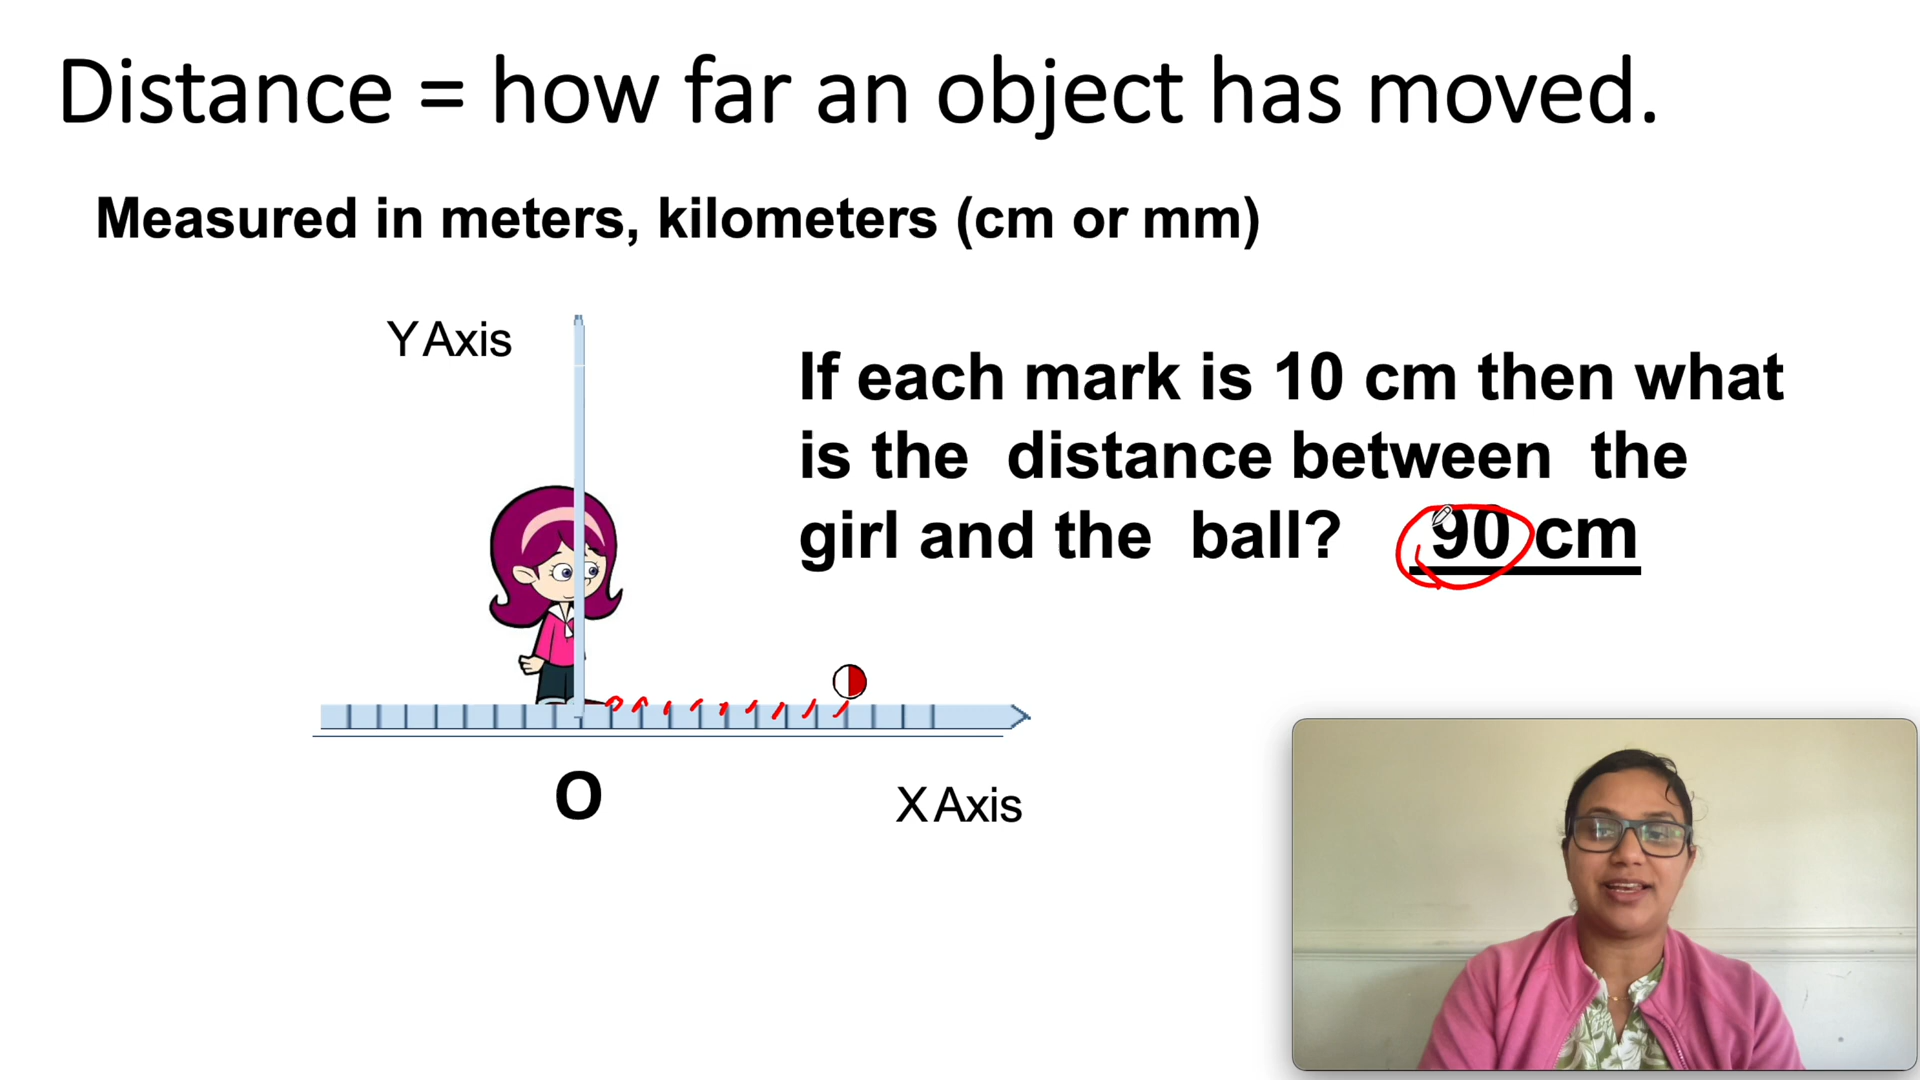 Distance = how far an object has moved.
Measured in meters, kilometers (cm or mm)
Y Axis
If each mark is 10 cm then what
is the distance between the
girl and the ball? 90 cm
O
X Axis